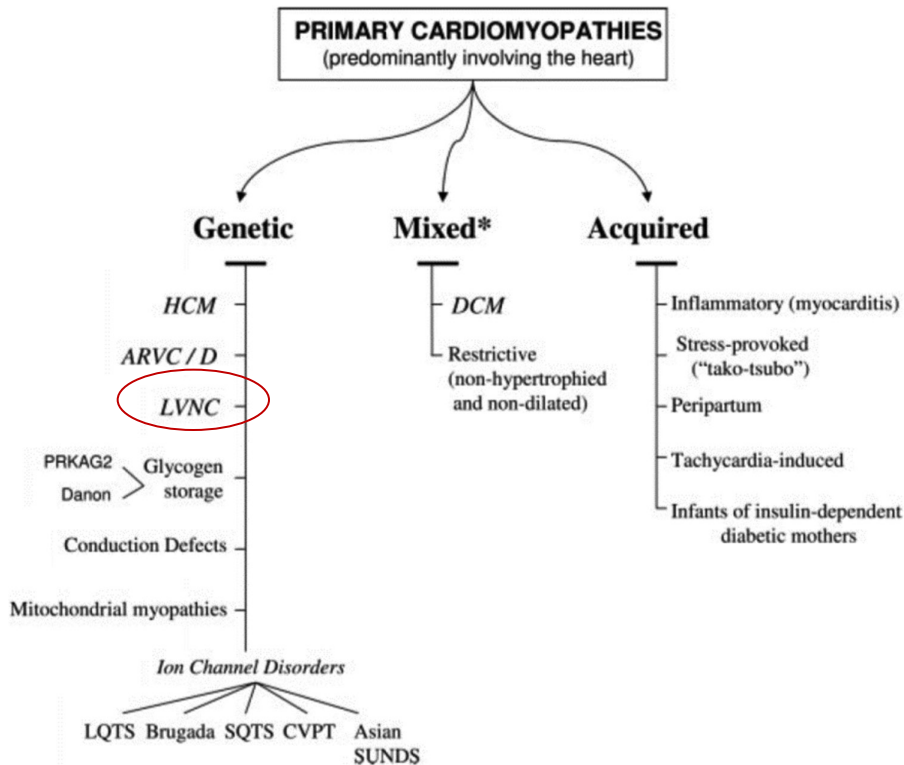 PRIMARY CARDIOMYOPATHIES
(predominantly involving the heart)
Genetic
HCM
ARVC / D
LVNC
PRKAG2
Danon
Glycogen
storage
Conduction Defects
Mitochondrial myopathies
Ion Channel Disorders
LQTS Brugada SQTS CVPT Asian
SUNDS
Mixed*
DCM
Restrictive
(non-hypertrophied
and non-dilated)
Acquired
Inflammatory (myocarditis)
Stress-provoked
(“tako-tsubo”)
Peripartum
Tachycardia-induced
Infants of insulin-dependent
diabetic mothers